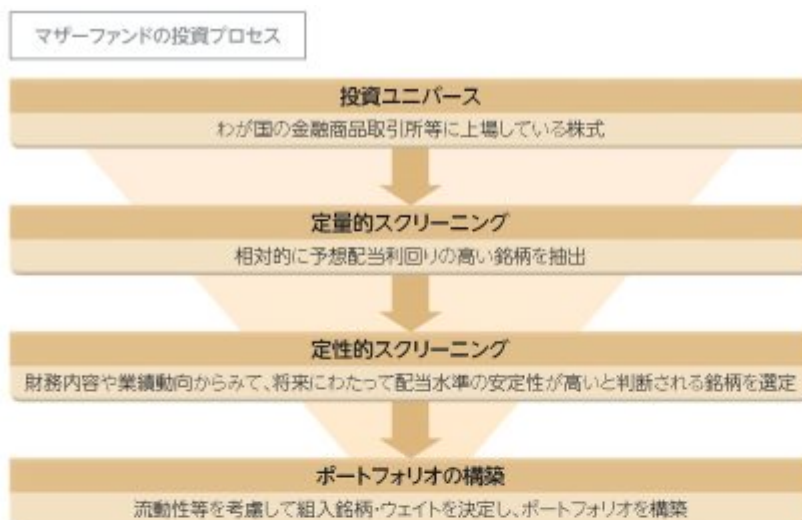 マザーファンドの投資プロセス
投資ユニバース
わが国の金融商品取引所等に上場している株式
定量的スクリーニング
相対的に予想配当利回りの高い銘柄を抽出
定性的スクリーニング
財務内容や業績動向からみて、将来にわたって配当水準の安定性が高いと判断される銘柄を選定
ポートフォリオの構築
流動性等を考慮して組入銘柄・ウェイトを決定し、ポートフォリオを構築